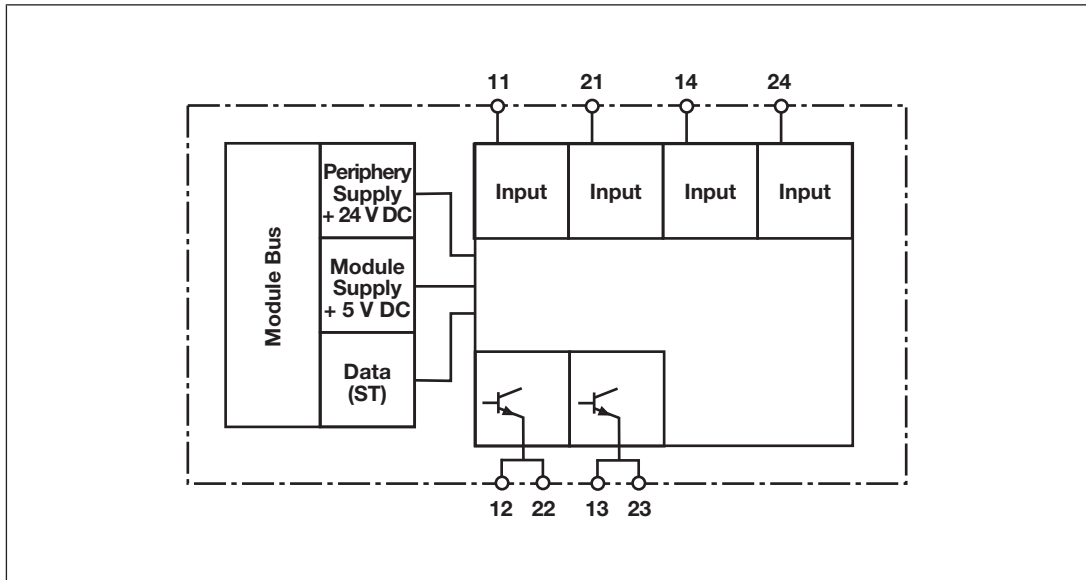 11 21 14 24
Module Bus
Periphery
Supply
+ 24 V DC
Module
Supply
+ 5 V DC
Data
(ST)
Input Input Input Input
12 22 13 23